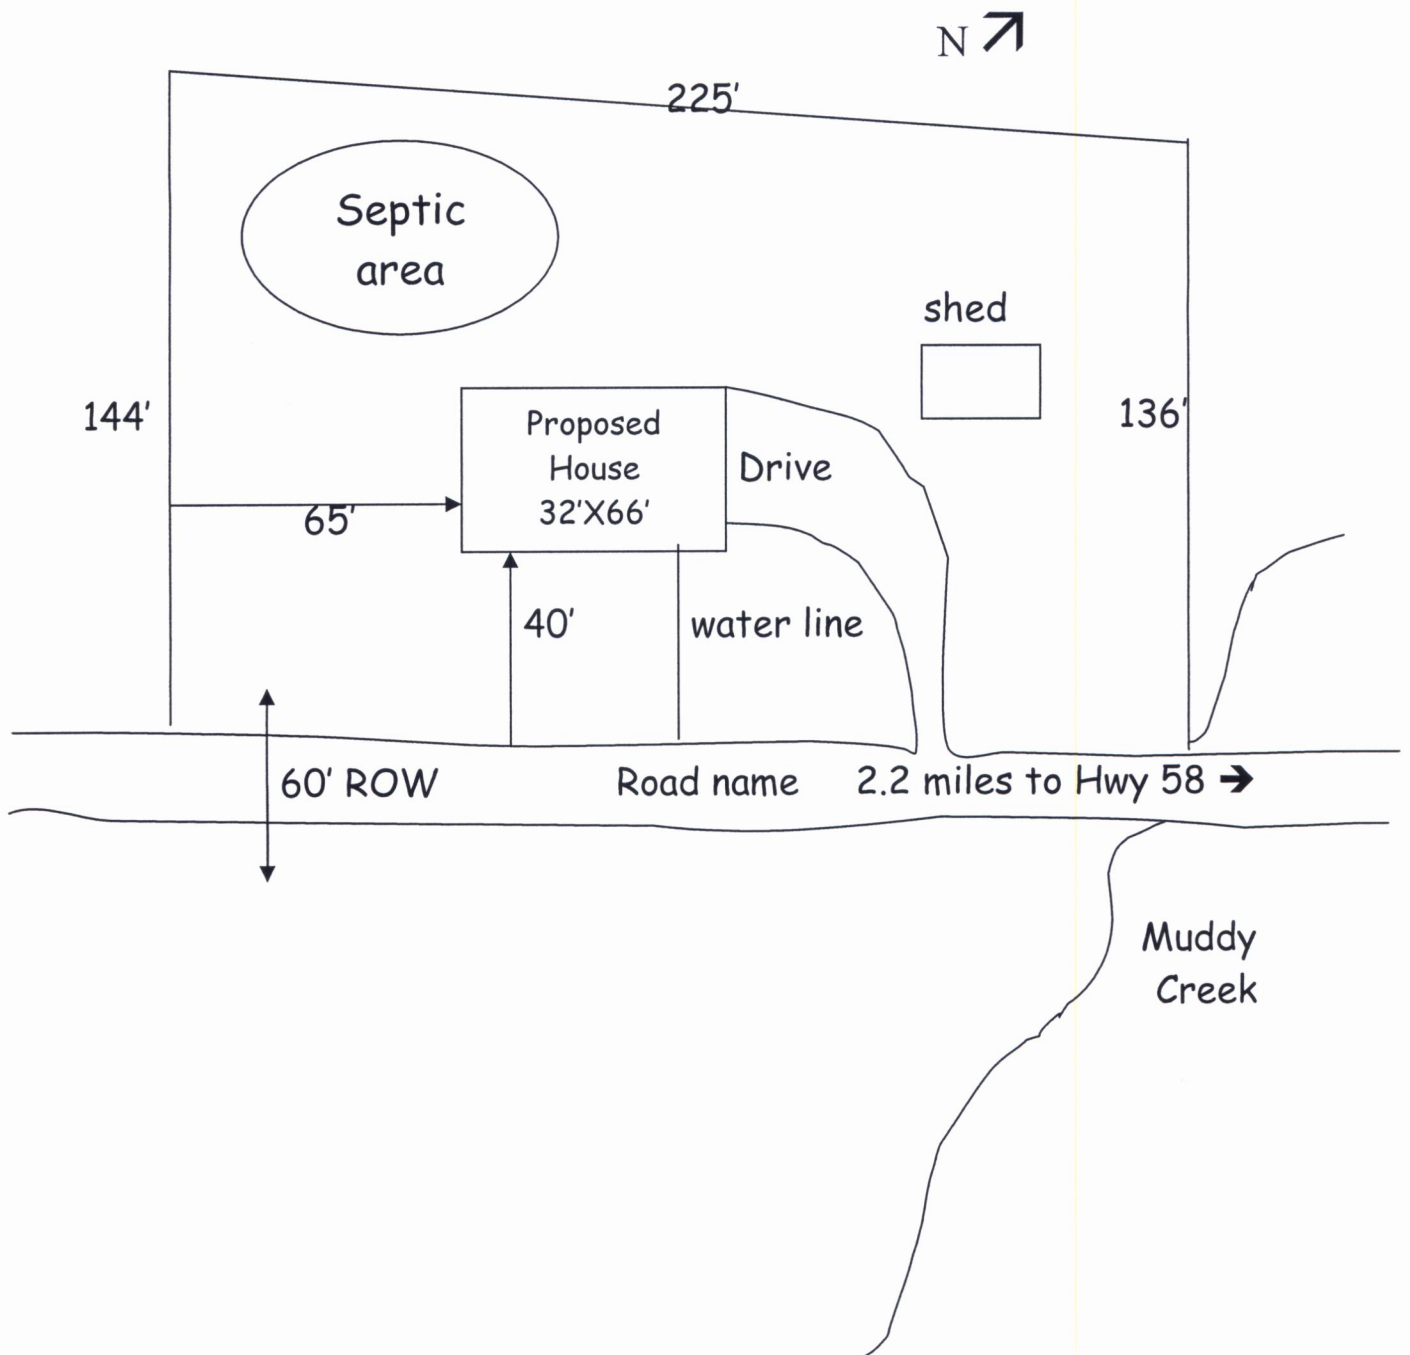 N
225'
Septic
area
shed
144'
136'
Proposed
House
32'X66'
Drive
65'
40'
water line
60' ROW
Road name
2.2 miles to Hwy 58
Muddy
Creek